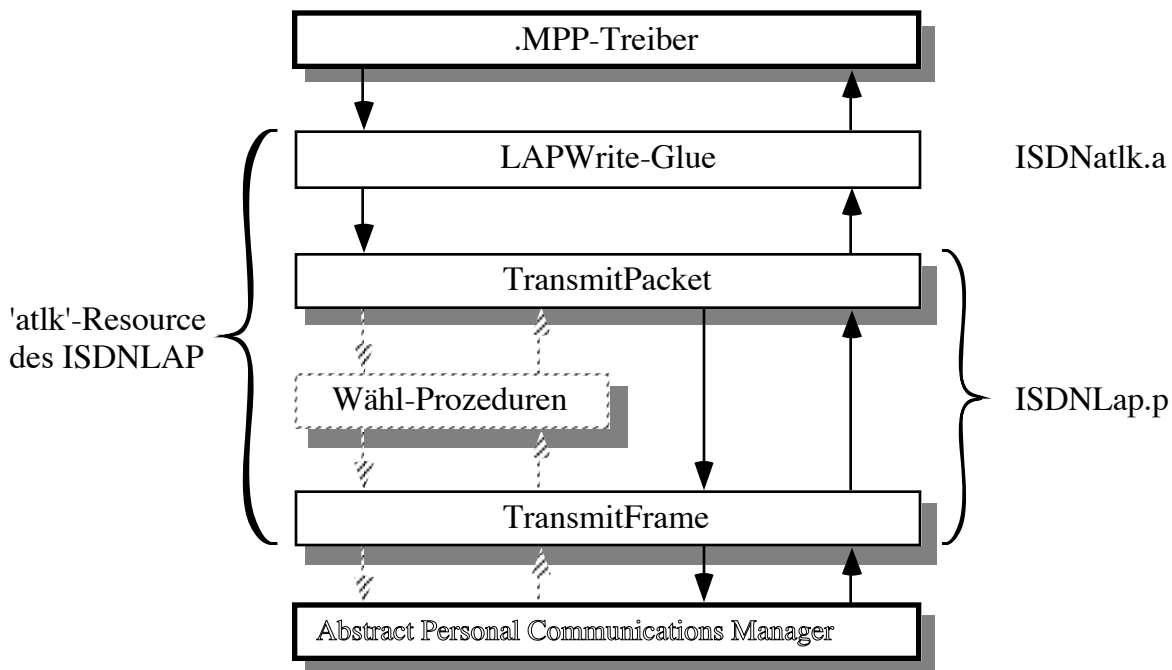 .MPP-Treiber
LAPWrite-Glue
ISDNatlk.a
TransmitPacket
'atlk'-Resource
des ISDNLAP
Wähl-Prozeduren
ISDNLap.p
TransmitFrame
Abstract Personal Communications Manager